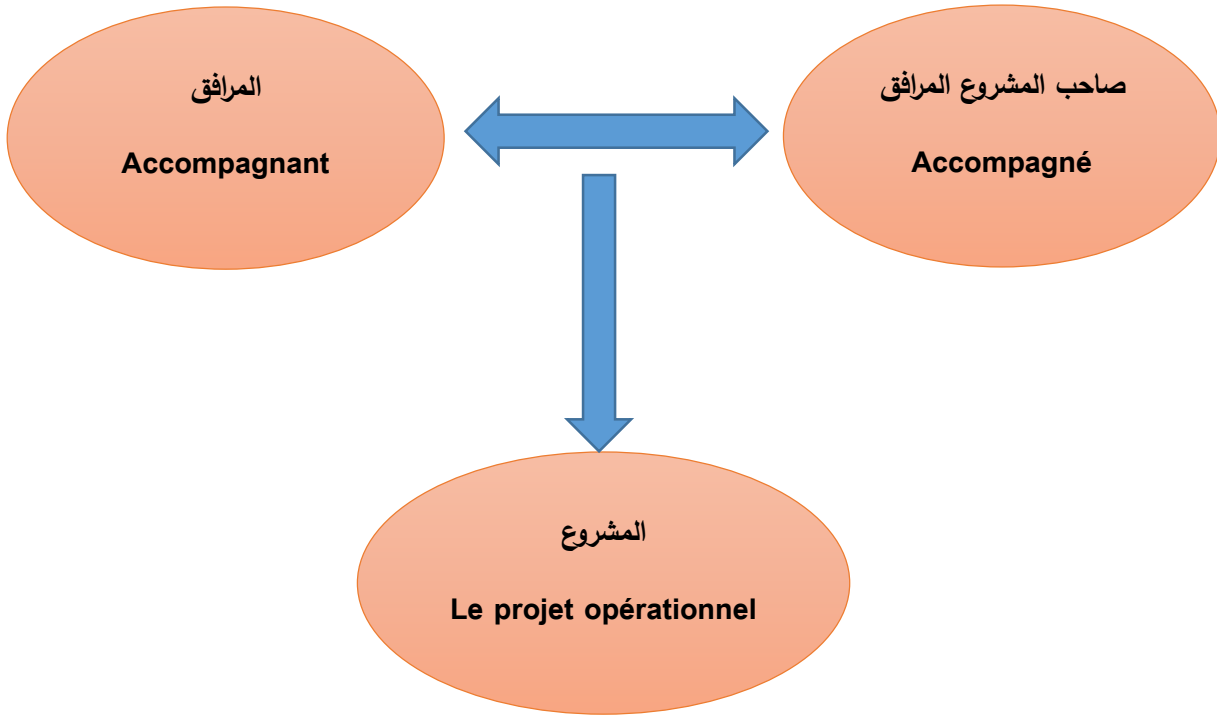 المرافق
Accompagnant
صاحب المشروع المرافق
Accompagné
المشروع
Le projet opérationnel